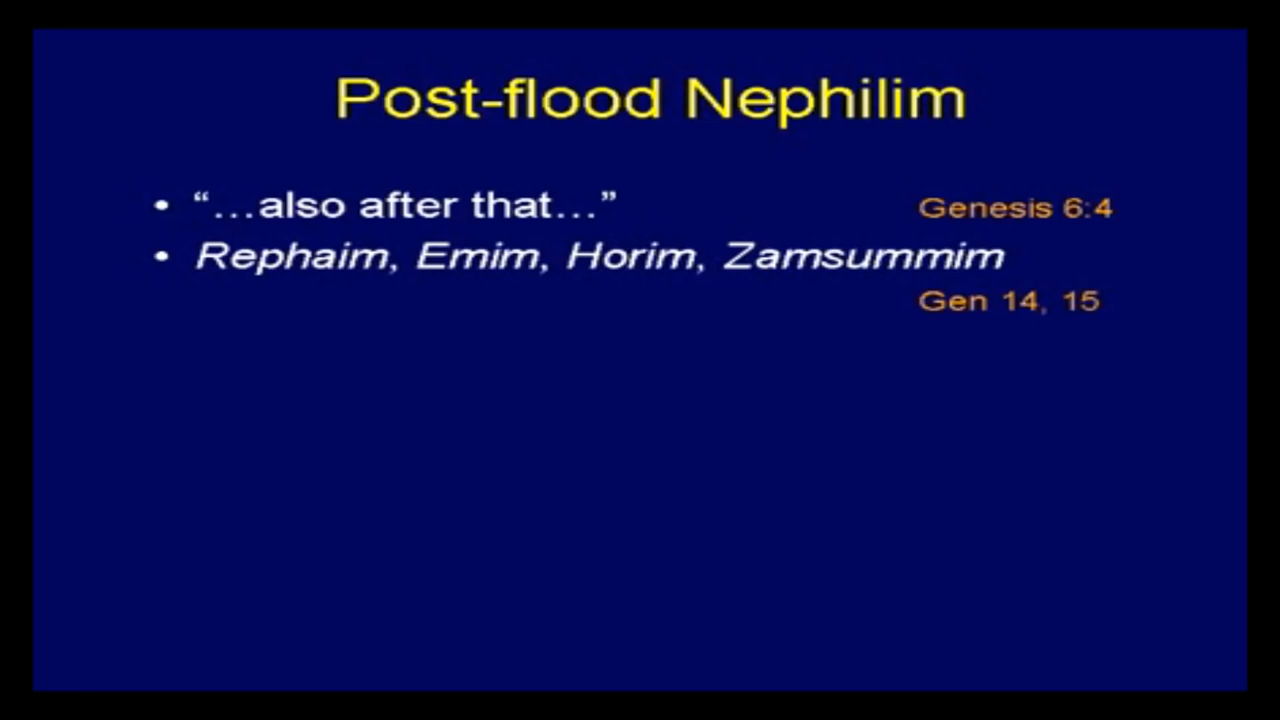 Post-flood Nephilim
• “…also after that…” Genesis 6:4
• Rephaim, Emim, Horim, Zamsummim
Gen 14, 15